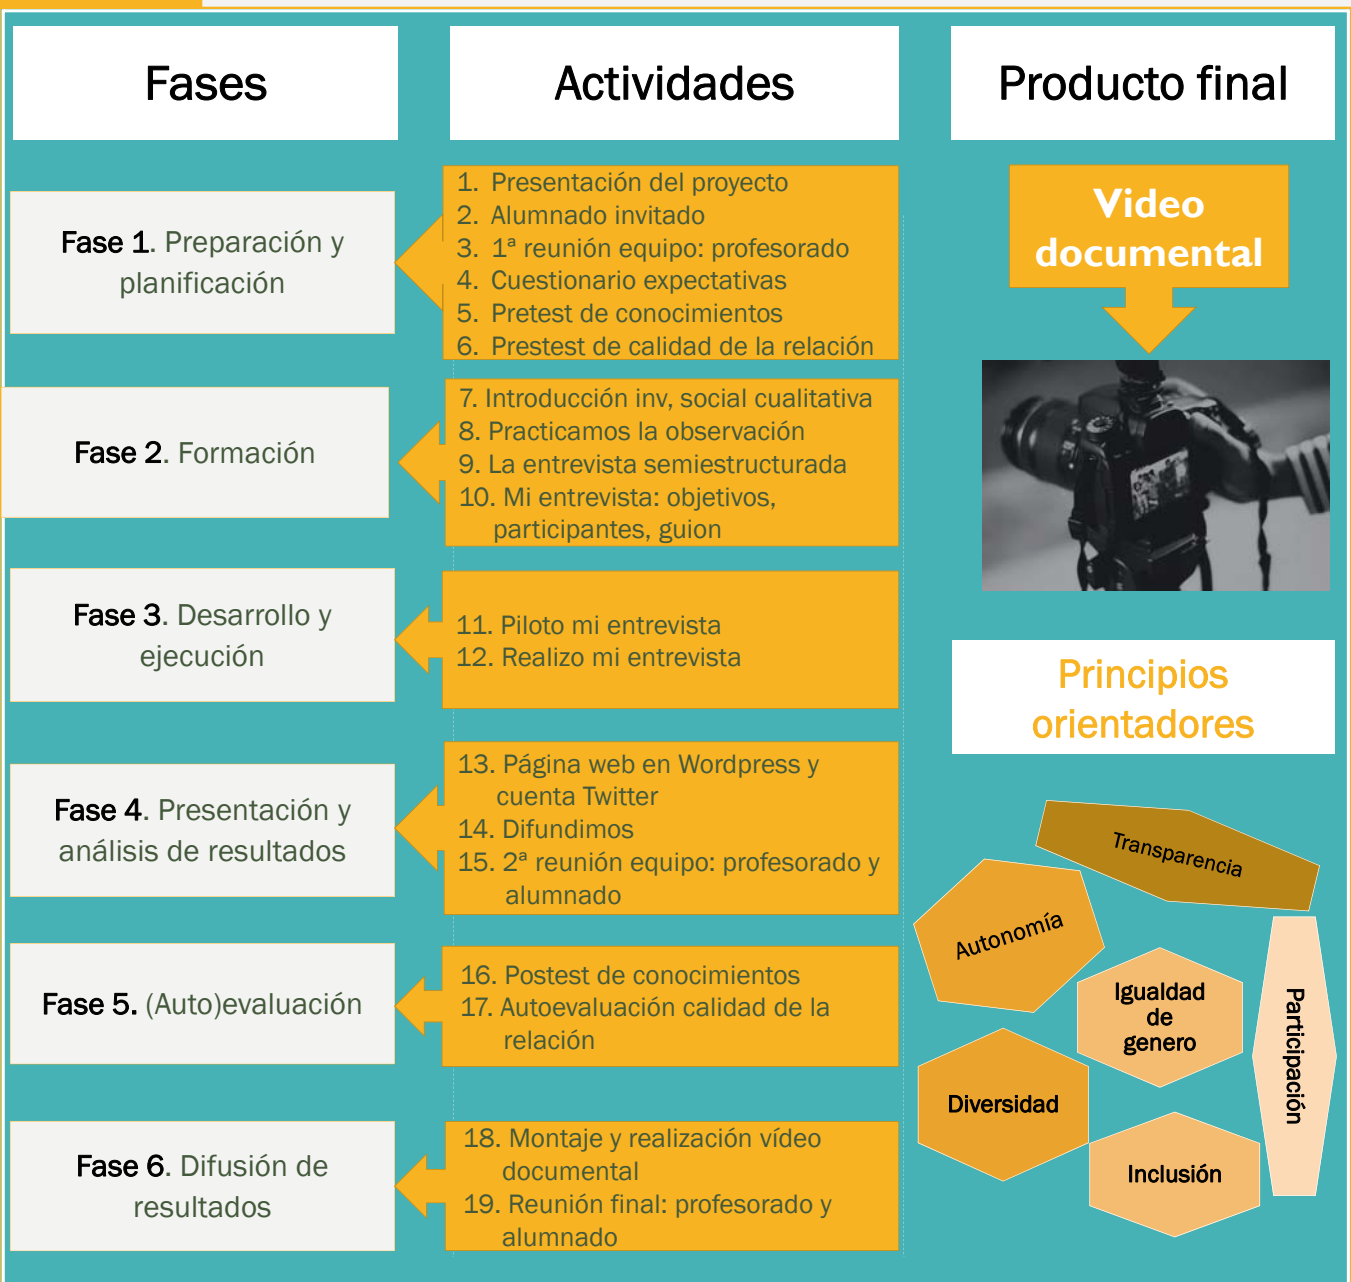 Fases
Actividades
Producto final
Fase 1. Preparación y
planificación
1. Presentación del proyecto
2. Alumnado invitado
3. 1ª reunión equipo: profesorado
4. Cuestionario expectativas
5. Pretest de conocimientos
6. Prestest de calidad de la relación
Fase 2. Formación
7. Introducción inv, social cualitativa
8. Practicamos la observación
9. La entrevista semiestructurada
10. Mi entrevista: objetivos,
participantes, guion
Fase 3. Desarrollo y
ejecución
11. Piloto mi entrevista
12. Realizo mi entrevista
Fase 4. Presentación y
análisis de resultados
13. Página web en Wordpress y
cuenta Twitter
14. Difundimos
15. 2ª reunión equipo: profesorado y
alumnado
Fase 5. (Auto)evaluación
16. Postest de conocimientos
17. Autoevaluación calidad de la
relación
Fase 6. Difusión de
resultados
18. Montaje y realización vídeo
documental
19. Reunión final: profesorado y
alumnado
Video
documental
Principios
orientadores
Transparencia
Autonomía
Igualdad
de
genero
Participación
Diversidad
Inclusión